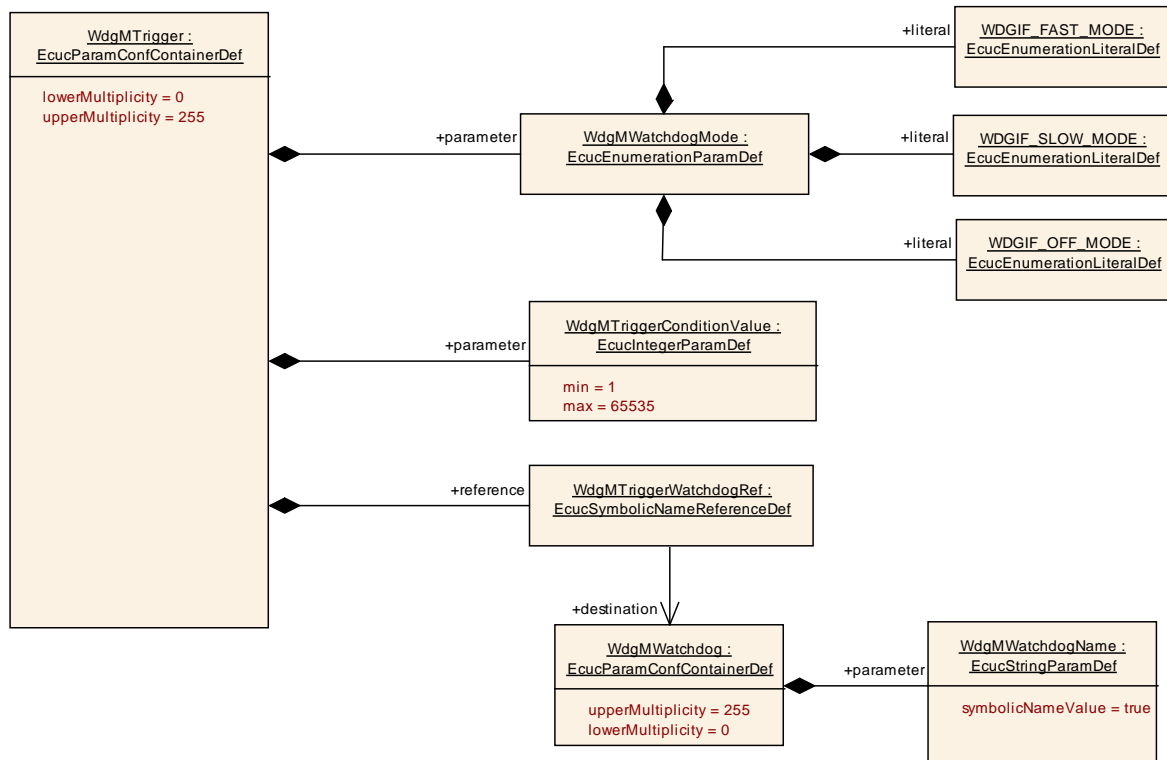 WdgMTrigger :
EcucParamConfContainerDef
lowerMultiplicity = 0
upperMultiplicity = 255
+parameter
WdgMWatchdogMode :
EcucEnumerationParamDef
+literal
WDGIF_FAST_MODE :
EcucEnumerationLiteralDef
+literal
WDGIF_SLOW_MODE :
EcucEnumerationLiteralDef
+literal
WDGIF_OFF_MODE :
EcucEnumerationLiteralDef
+parameter
WdgMTriggerConditionValue :
EcucIntegerParamDef
min = 1
max = 65535
+reference
WdgMTriggerWatchdogRef :
EcucSymbolicNameReferenceDef
+destination
WdgMWatchdog :
EcucParamConfContainerDef
upperMultiplicity = 255
lowerMultiplicity = 0
+parameter
WdgMWatchdogName :
EcucStringParamDef
symbolicNameValue = true